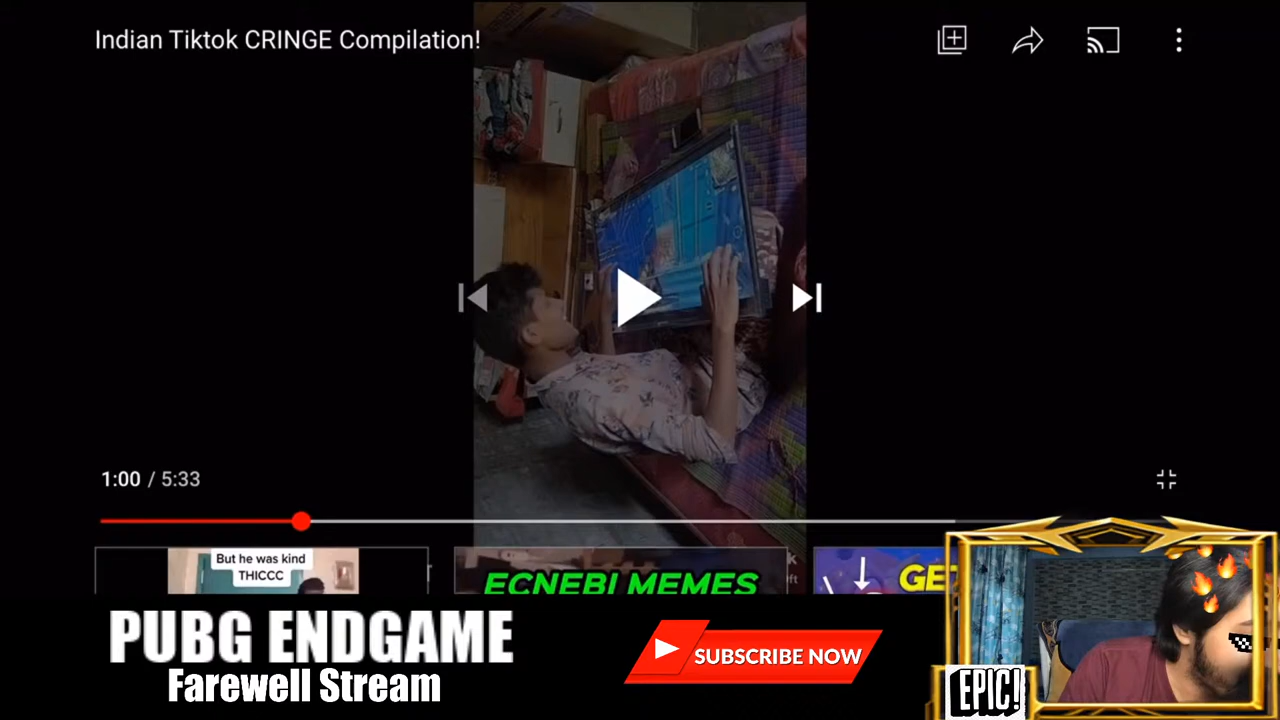 Indian Tiktok CRINGE Compilation!
1:00 / 5:33
But he was kind
THICCC
ECNEBI MEMES
GE
PUBG ENDGAME
Farewell Stream
SUBSCRIBE NOW
EPIC!